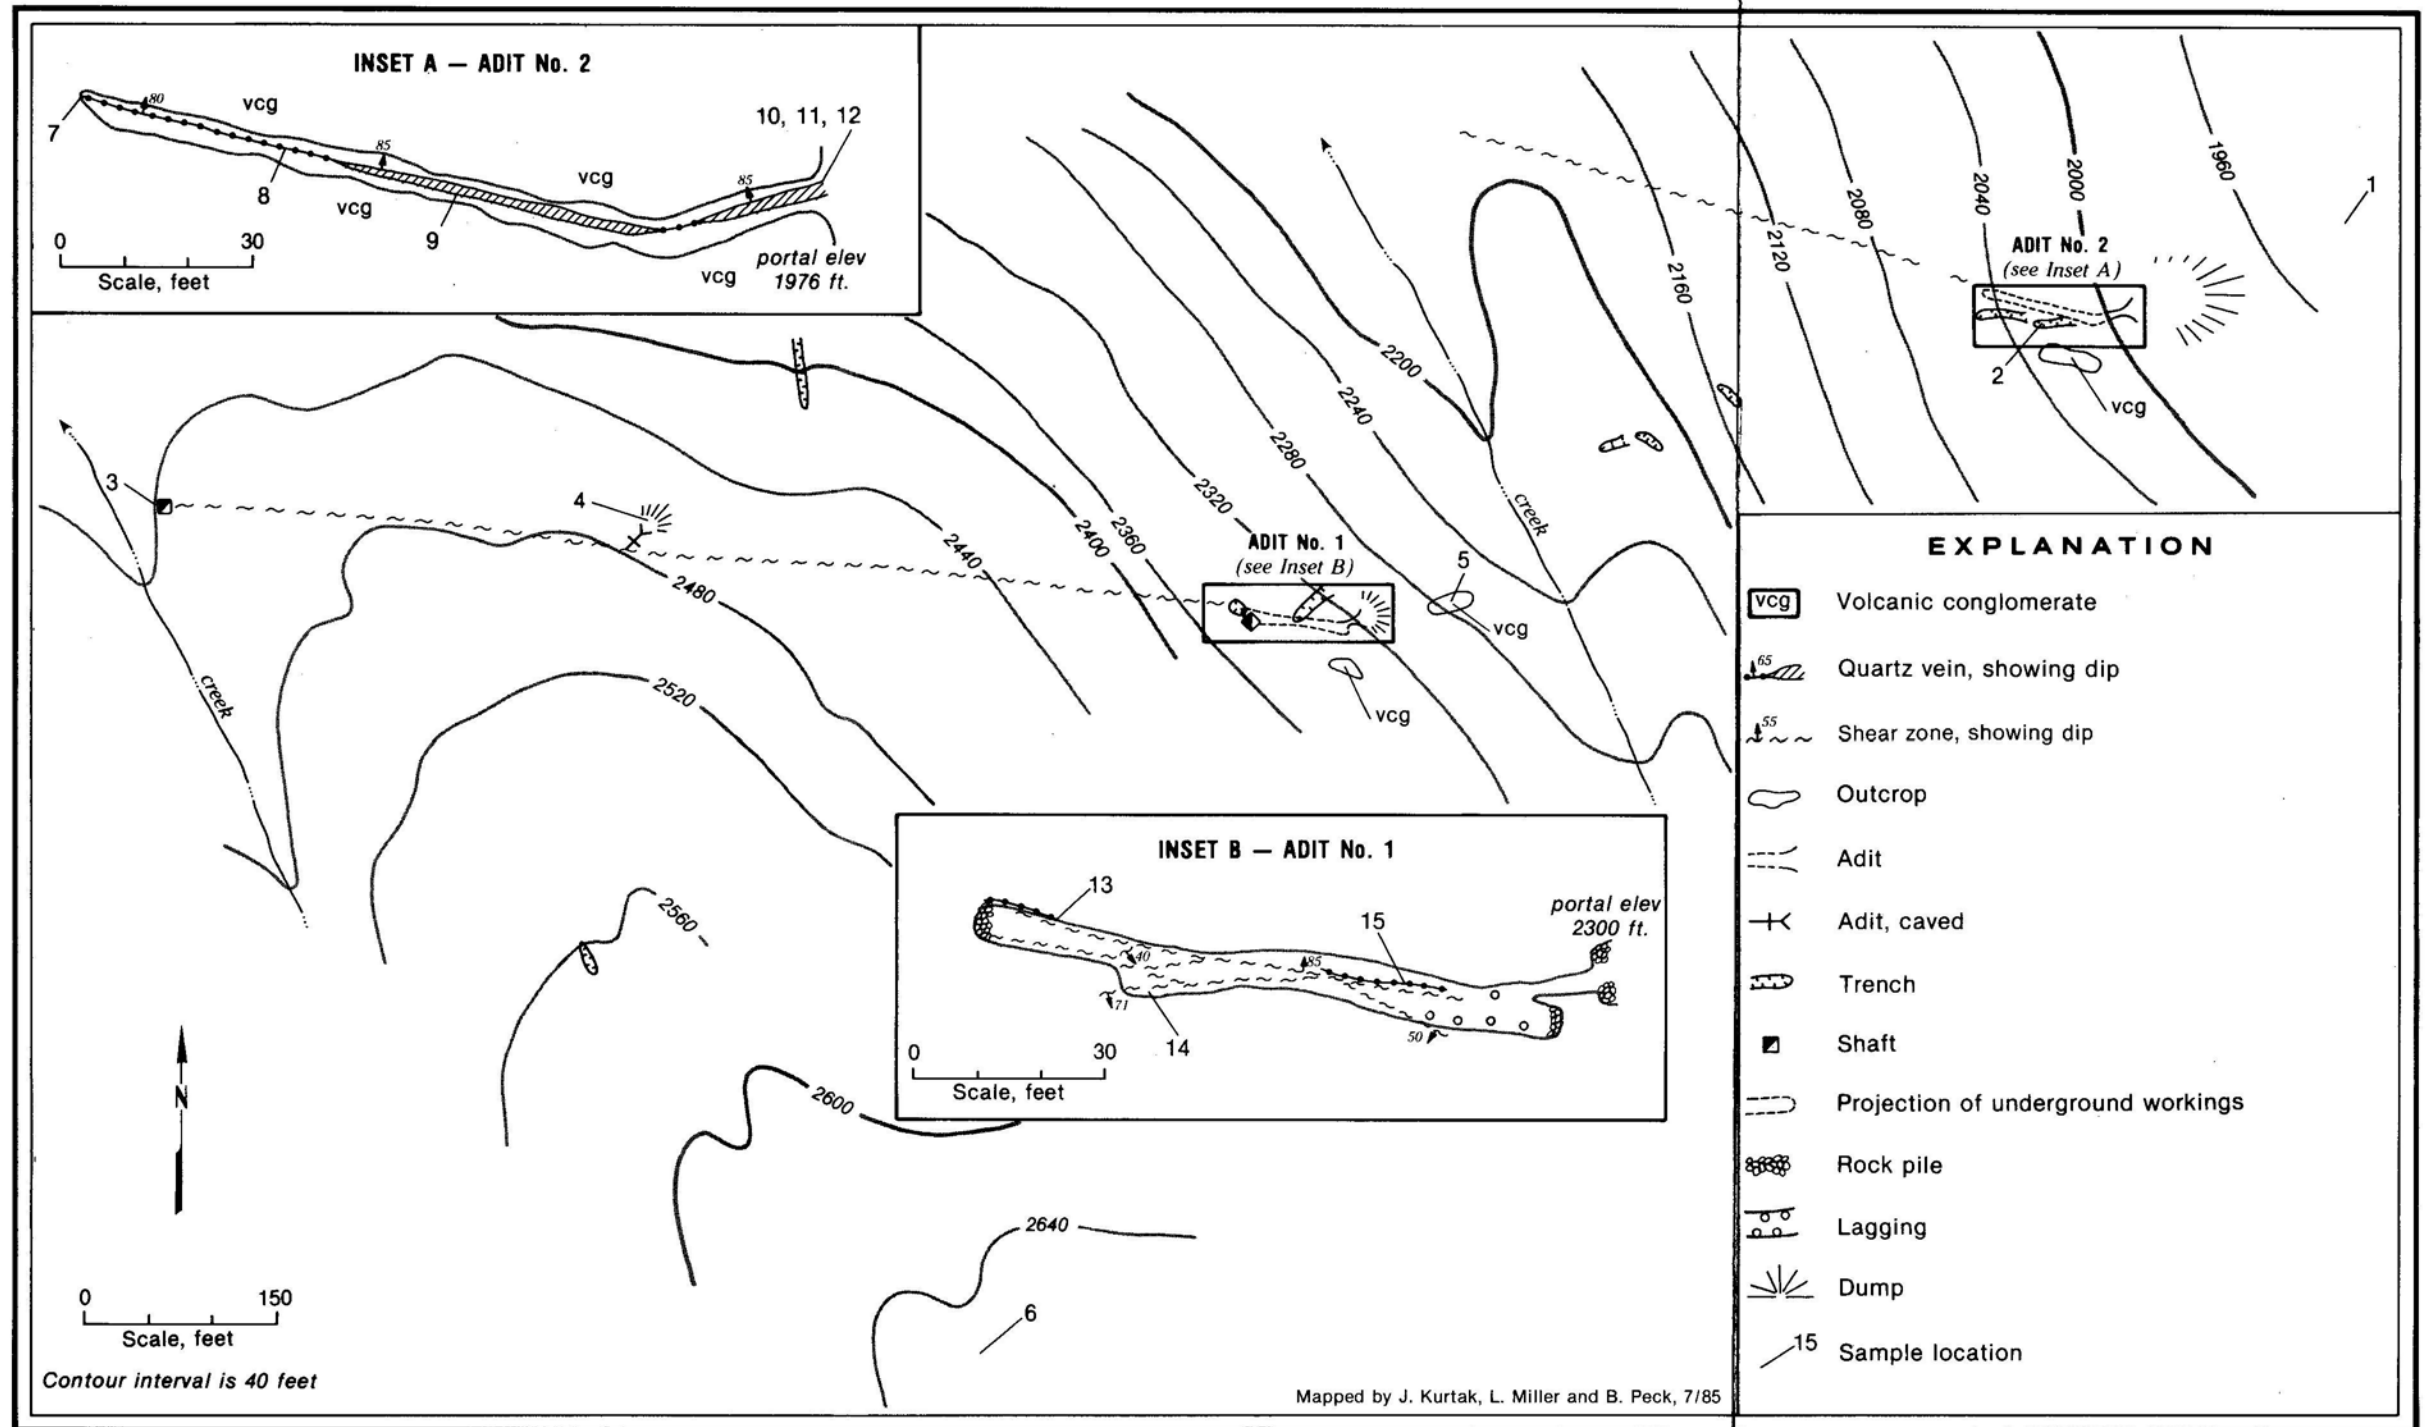 INSET A — ADIT No. 2
80
vcg
7
10, 11, 12
85
vcg
85
8
vcg
9
0 30
Scale, feet
vcg
portal elev
1976 ft.
1
1960
2000
2040
2080
2120
2160
2200
2240
2280
2320
2360
2400
2440
2480
2520
2560
2600
2640
ADIT No. 2
(see Inset A)
2
vcg
3
4
creek
creek
ADIT No. 1
(see Inset B)
5
vcg
vcg
INSET B — ADIT No. 1
13
15
portal elev
2300 ft.
40
85
71
50
14
0 30
Scale, feet
N
6
0 150
Scale, feet
Contour interval is 40 feet
Mapped by J. Kurtak, L. Miller and B. Peck, 7/85
EXPLANATION
vcg Volcanic conglomerate
65 Quartz vein, showing dip
55 Shear zone, showing dip
Outcrop
Adit
Adit, caved
Trench
Shaft
Projection of underground workings
Rock pile
Lagging
Dump
15 Sample location